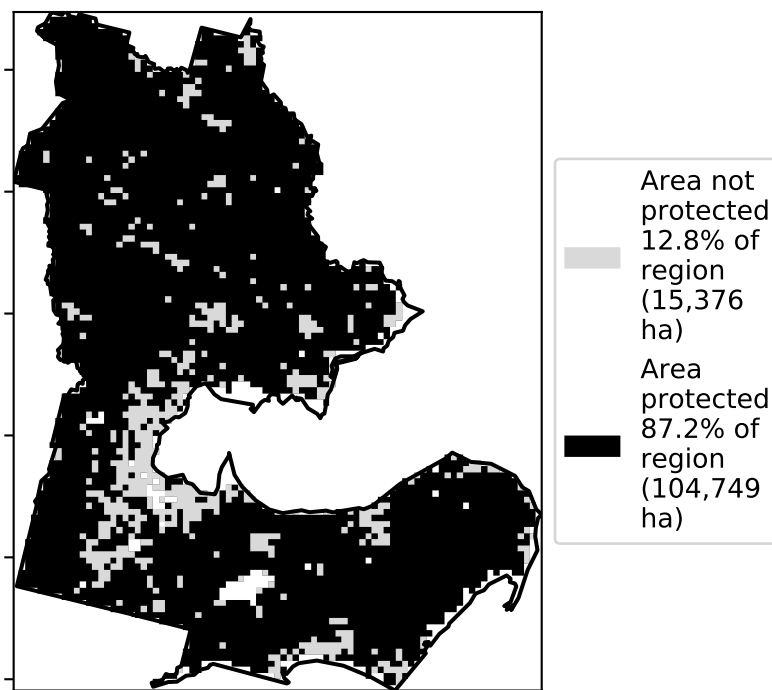 Area not
protected
12.8% of
region
(15,376
ha)
Area
protected
87.2% of
region
(104,749
ha)